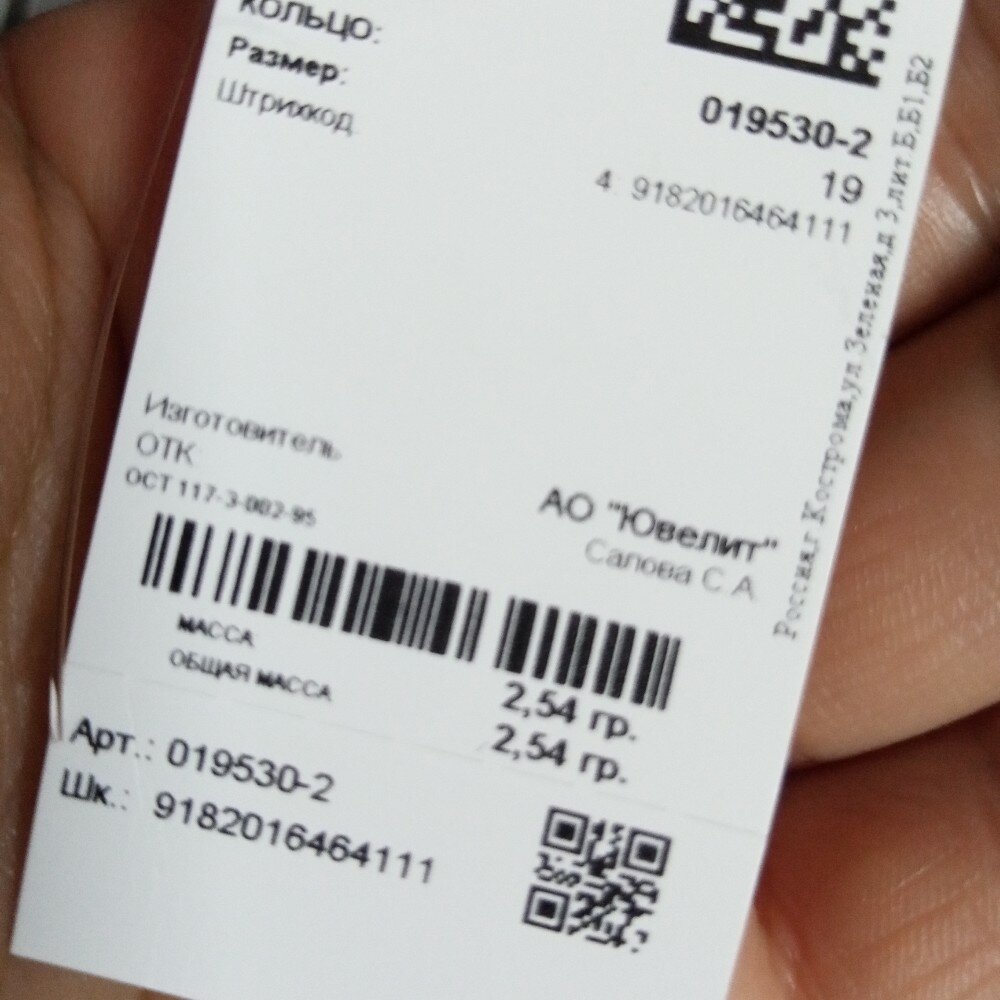 КОЛЬЦО:
019530-2
Размер:
19
Штрихкод
4 9182016464111
Изготовитель
АО "Ювелит"
ОТК
Салова С.А.
ОСТ 117-3-002-95
МАССА
2,54 гр.
ОБЩАЯ МАССА
2,54 гр.
Арт.: 019530-2
Шк.: 9182016464111
Россия,г Кострома,ул Зеленая,д 3,лит.Б,Б1,Б2